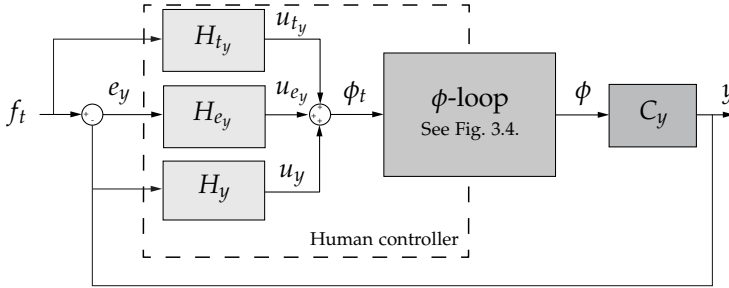 H_{t_y}
u_{t_y}
f_t
+
-
e_y
H_{e_y}
u_{e_y}
+
+
+
ϕ_t
ϕ-loop
See Fig. 3.4.
ϕ
C_y
y
H_y
u_y
Human controller